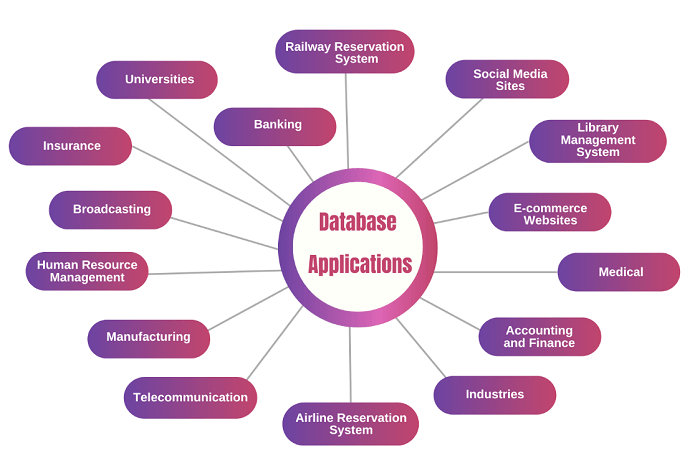 Railway Reservation
System
Universities
Social Media
Sites
Banking
Library
Management
System
Insurance
Broadcasting
E-commerce
Websites
Database
Applications
Human Resource
Management
Medical
Manufacturing
Accounting
and Finance
Telecommunication
Industries
Airline Reservation
System